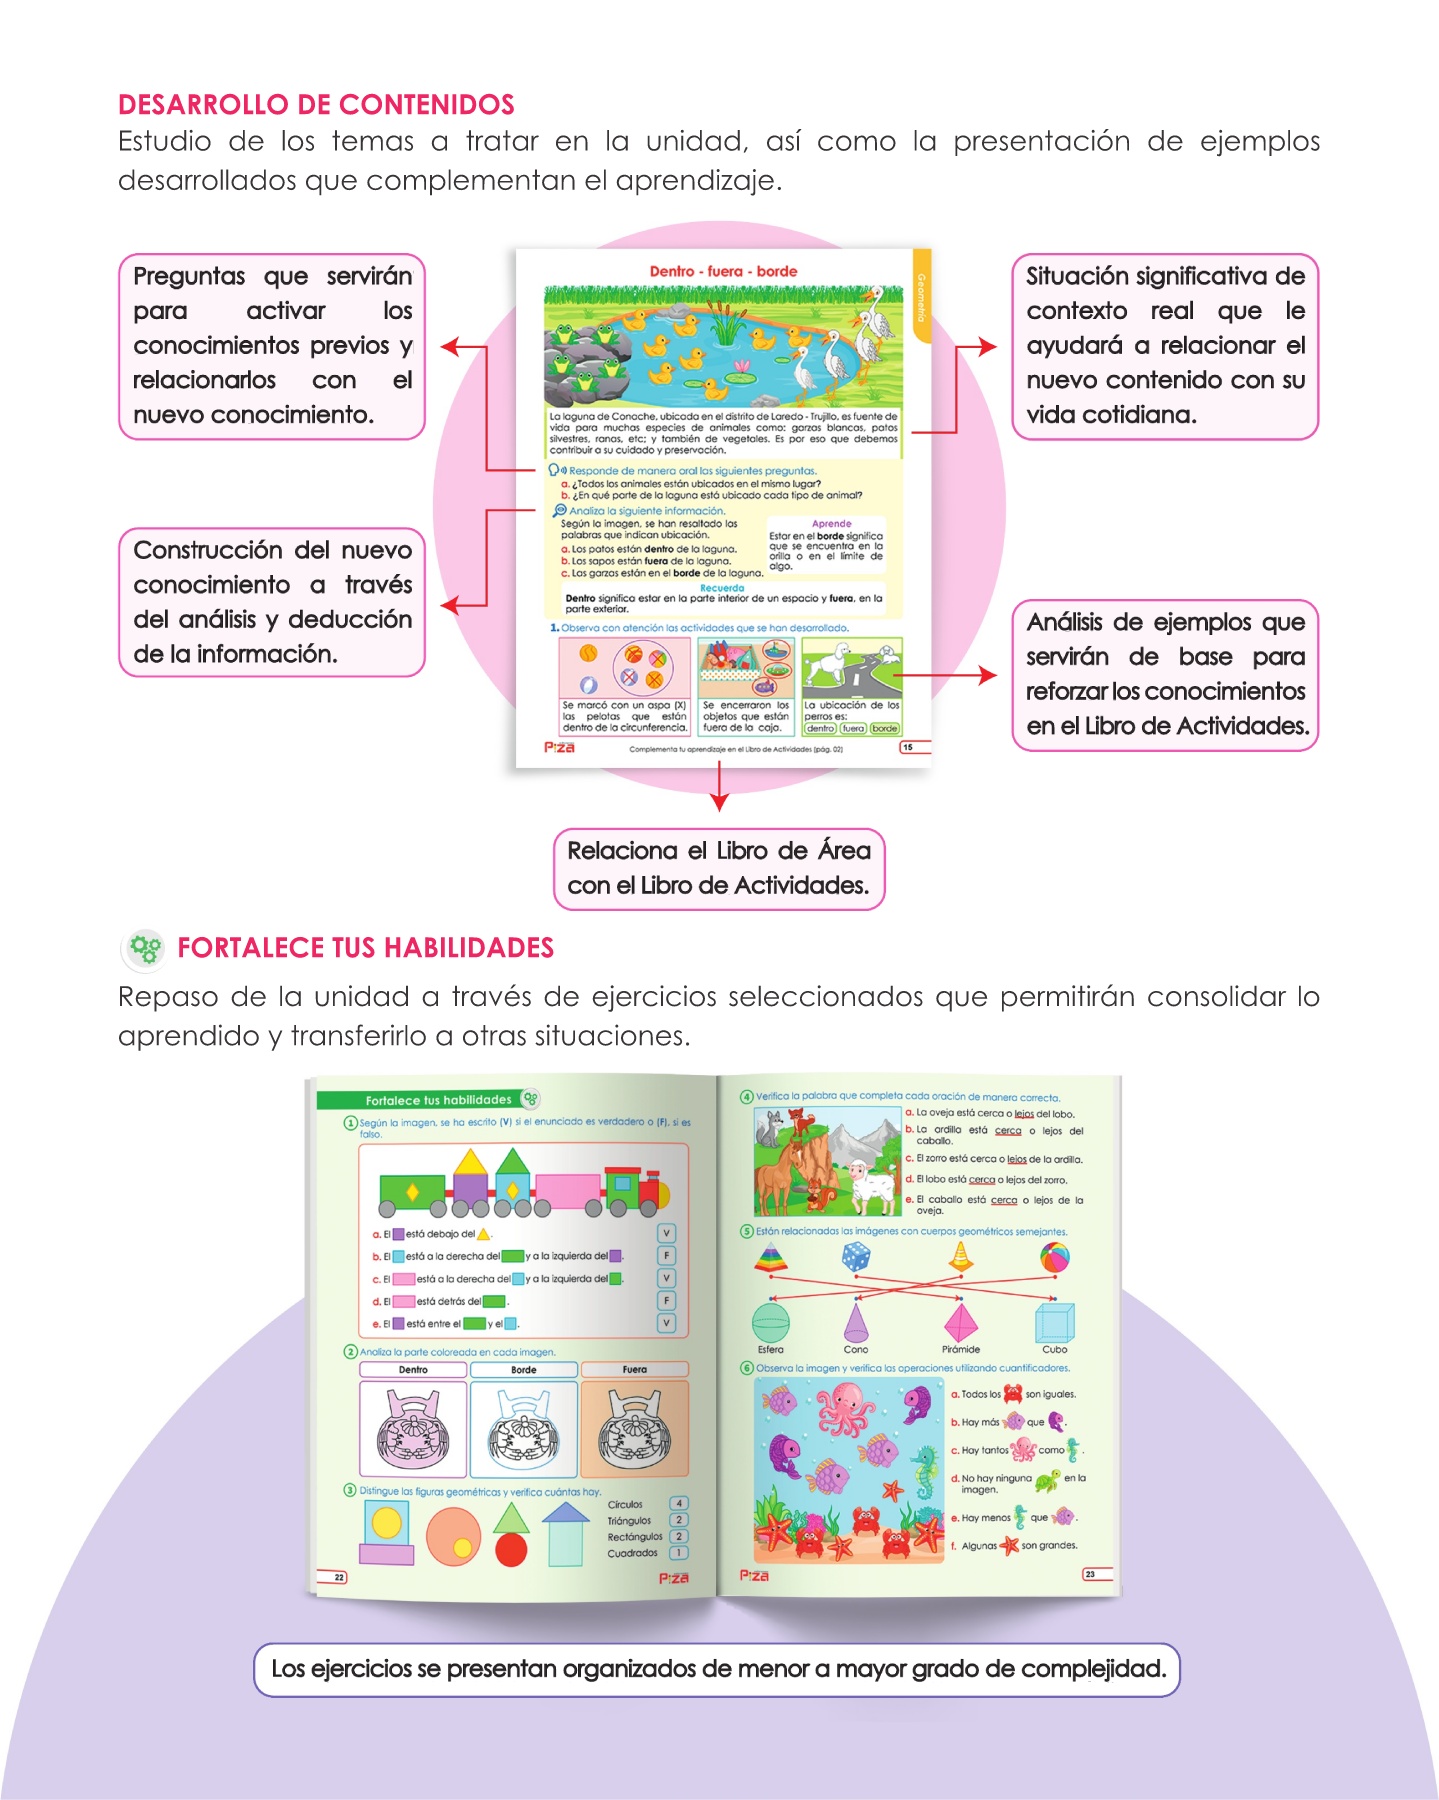 DESARROLLO DE CONTENIDOS
Estudio de los temas a tratar en la unidad, así como la presentación de ejemplos
desarrollados que complementan el aprendizaje.
Preguntas que servirán
para activar los
conocimientos previos y
relacionarlos con el
nuevo conocimiento.
Construcción del nuevo
conocimiento a través
del análisis y deducción
de la información.
Dentro - fuera - borde
Geometría
La laguna de Conache, ubicada en el distrito de Laredo - Trujillo, es fuente de
vida para muchas especies de animales como: garzas blancas, patos
silvestres, ranas, etc; y también de vegetales. Es por eso que debemos
contribuir a su cuidado y preservación.
Responde de manera oral las siguientes preguntas.
a. ¿Todos los animales están ubicados en el mismo lugar?
b. ¿En qué parte de la laguna está ubicado cada tipo de animal?
Analiza la siguiente información.
Según la imagen, se han resaltado las
palabras que indican ubicación.
a. Los patos están dentro de la laguna.
b. Los sapos están fuera de la laguna.
c. Las garzas están en el borde de la laguna.
Aprende
Estar en el borde significa
que se encuentra en la
orilla o en el límite de
algo.
Recuerda
Dentro significa estar en la parte interior de un espacio y fuera, en la
parte exterior.
1. Observa con atención las actividades que se han desarrollado.
Se marcó con un aspa (X)
las pelotas que están
dentro de la circunferencia.
Se encerraron los
objetos que están
fuera de la caja.
La ubicación de los
perros es:
dentro fuera borde
Piza
Complementa tu aprendizaje en el Libro de Actividades (pág. 02)
15
Situación significativa de
contexto real que le
ayudará a relacionar el
nuevo contenido con su
vida cotidiana.
Análisis de ejemplos que
servirán de base para
reforzar los conocimientos
en el Libro de Actividades.
Relaciona el Libro de Área
con el Libro de Actividades.
FORTALECE TUS HABILIDADES
Repaso de la unidad a través de ejercicios seleccionados que permitirán consolidar lo
aprendido y transferirlo a otras situaciones.
Fortalece tus habilidades
1 Según la imagen, se ha escrito (V) si el enunciado es verdadero o (F), si es
falso.
a. El está debajo del . V
b. El está a la derecha del y a la izquierda del . F
c. El está a la derecha del y a la izquierda del . V
d. El está detrás del . F
e. El está entre el y el . V
2 Analiza la parte coloreada en cada imagen.
Dentro Borde Fuera
3 Distingue las figuras geométricas y verifica cuántas hay.
Círculos 4
Triángulos 2
Rectángulos 2
Cuadrados 1
22
Piza
4 Verifica la palabra que completa cada oración de manera correcta.
a. La oveja está cerca o lejos del lobo.
b. La ardilla está cerca o lejos del
caballo.
c. El zorro está cerca o lejos de la ardilla.
d. El lobo está cerca o lejos del zorro.
e. El caballo está cerca o lejos de la
oveja.
5 Están relacionadas las imágenes con cuerpos geométricos semejantes.
Esfera Cono Pirámide Cubo
6 Observa la imagen y verifica las operaciones utilizando cuantificadores.
a. Todos los son iguales.
b. Hay más que .
c. Hay tantos como .
d. No hay ninguna en la
imagen.
e. Hay menos que .
f. Algunas son grandes.
Piza
23
Los ejercicios se presentan organizados de menor a mayor grado de complejidad.